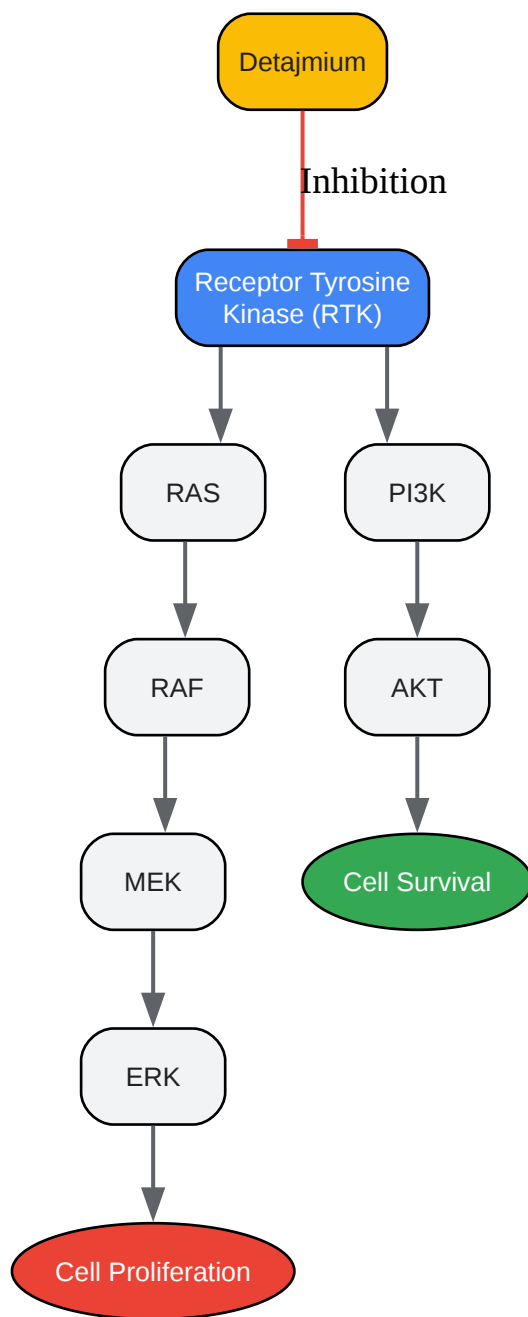 Detajmium
Inhibition
Receptor Tyrosine
Kinase (RTK)
RAS
PI3K
RAF
AKT
MEK
Cell Survival
ERK
Cell Proliferation